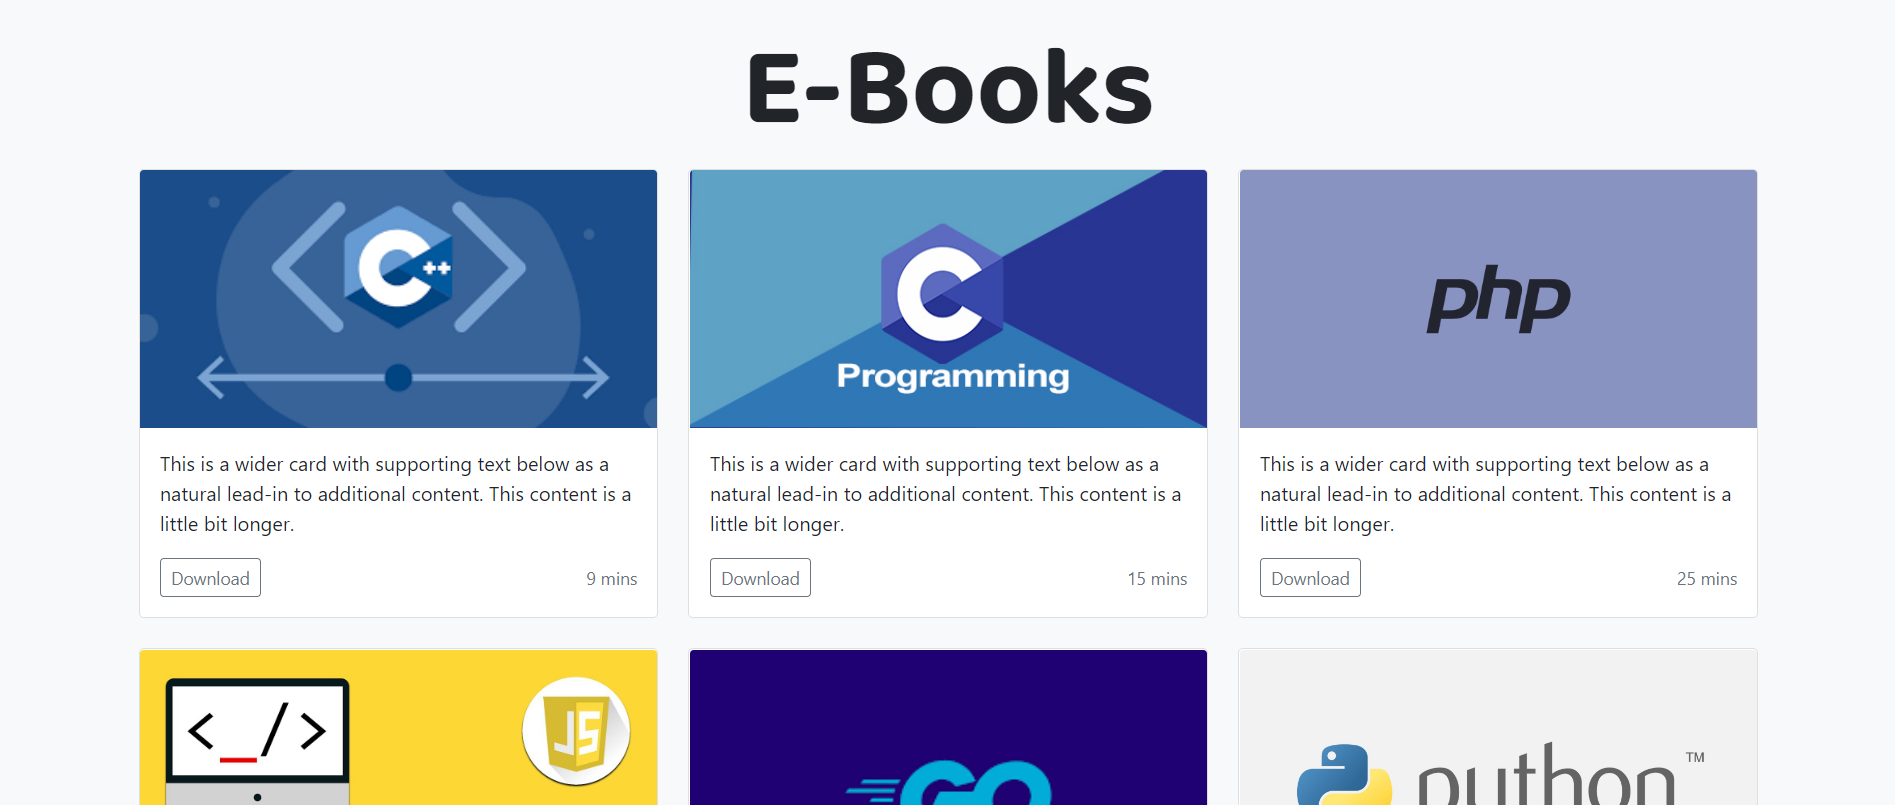 E-Books
C++
C
Programming
php
This is a wider card with supporting text below as a
natural lead-in to additional content. This content is a
little bit longer.
Download
9 mins
This is a wider card with supporting text below as a
natural lead-in to additional content. This content is a
little bit longer.
Download
15 mins
This is a wider card with supporting text below as a
natural lead-in to additional content. This content is a
little bit longer.
Download
25 mins
<_/>
JS
GO
python ™